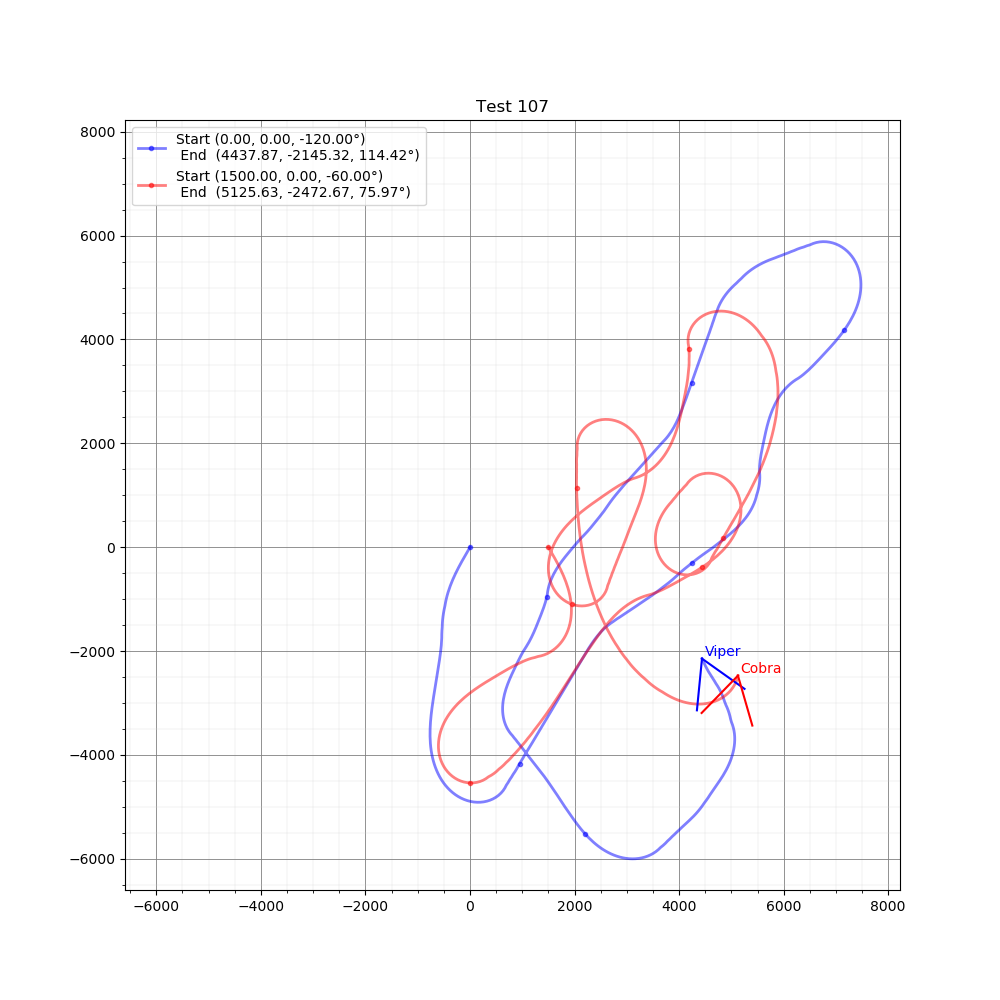 Test 107
Start (0.00, 0.00, -120.00°)
End  (4437.87, -2145.32, 114.42°)
Start (1500.00, 0.00, -60.00°)
End  (5125.63, -2472.67, 75.97°)
8000
6000
4000
2000
0
−2000
−4000
−6000
Viper
Cobra
−6000 −4000 −2000 0 2000 4000 6000 8000